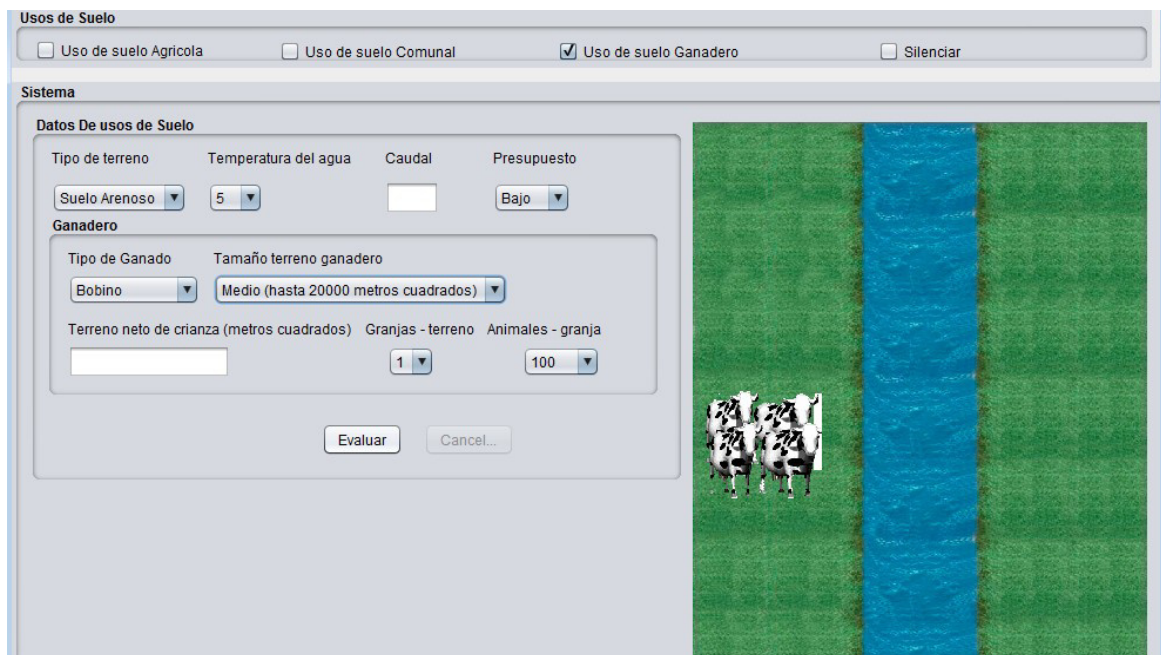 Usos de Suelo
Uso de suelo Agricola Uso de suelo Comunal Uso de suelo Ganadero Silenciar
Sistema
Datos De usos de Suelo
Tipo de terreno Temperatura del agua Caudal Presupuesto
Suelo Arenoso 5 Bajo
Ganadero
Tipo de Ganado Tamaño terreno ganadero
Bobino Medio (hasta 20000 metros cuadrados)
Terreno neto de crianza (metros cuadrados) Granjas - terreno Animales - granja
1 100
Evaluar Cancel...